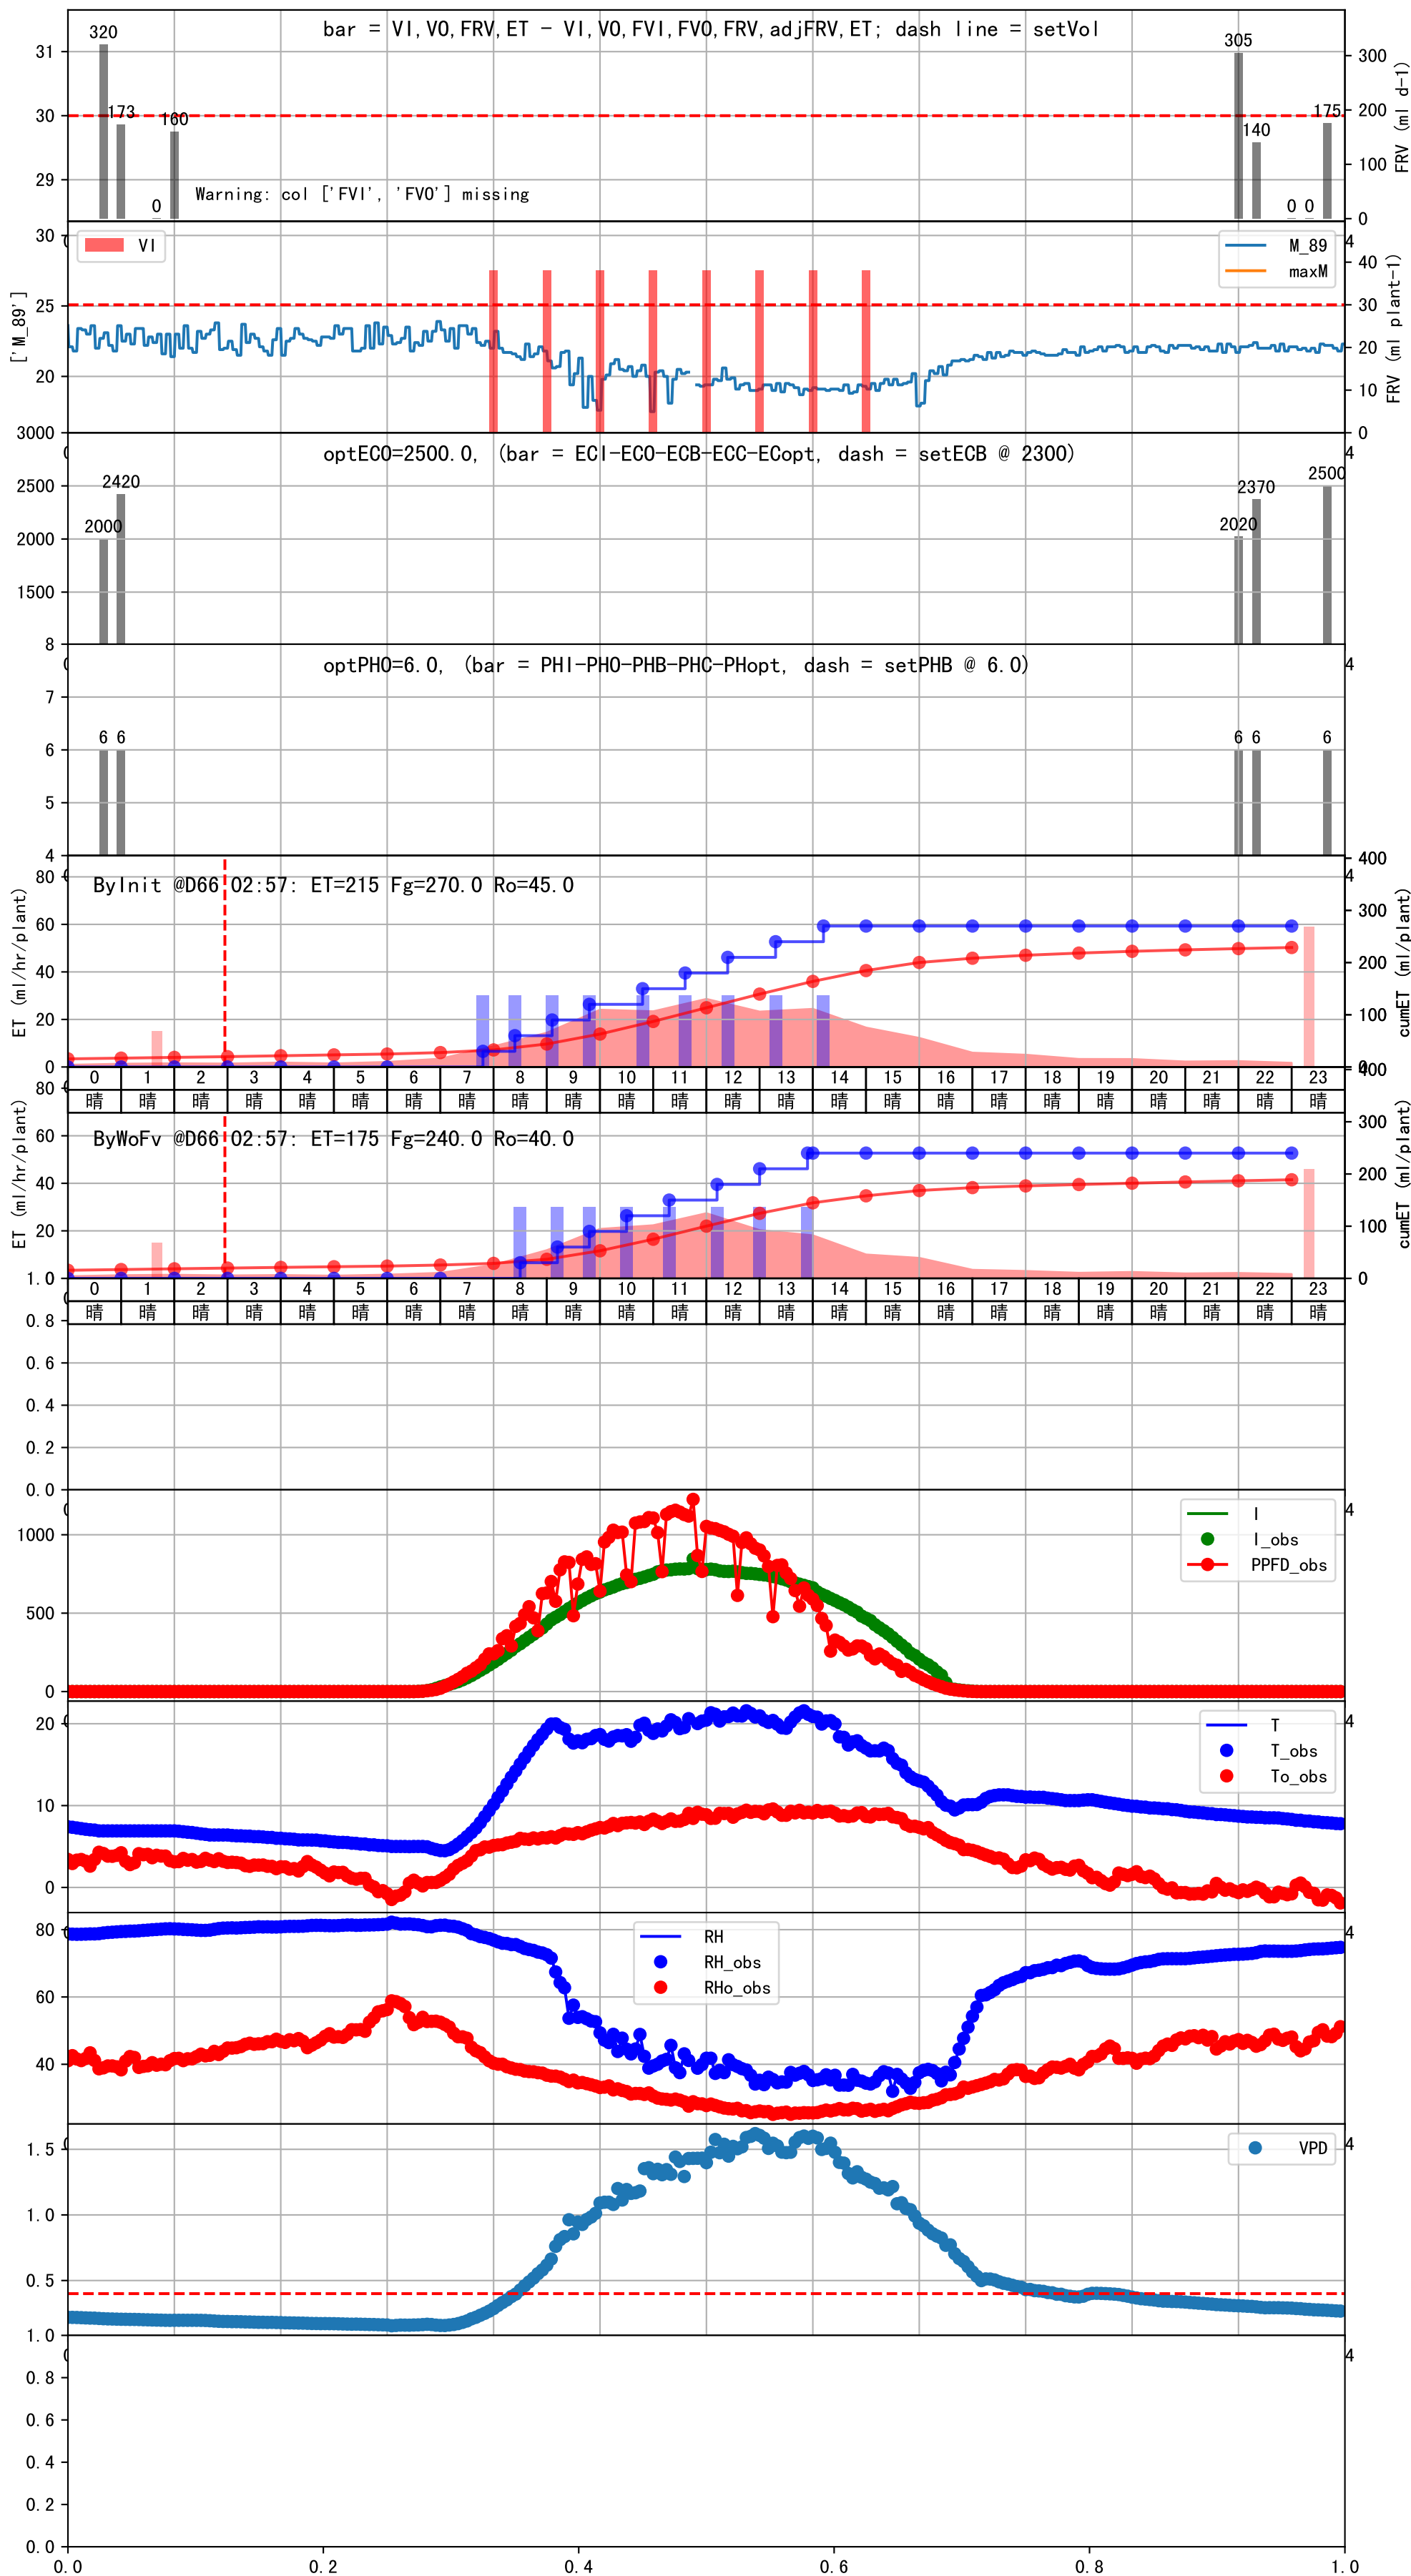 bar = VI,VO,FRV,ET - VI,VO,FVI,FVO,FRV,adjFRV,ET; dash line = setVol
320
173
0
160
305
140
0 0
175
31
30
29
300
200
100
0
FRV (ml d-1)
Warning: col ['FVI', 'FVO'] missing
VI
M_89
maxM
['M_89']
30
25
20
4
40
30
20
10
0
FRV (ml plant-1)
optECO=2500.0, (bar = ECI-ECO-ECB-ECC-ECopt, dash = setECB @ 2300)
3000
2500
2000
1500
4
2000
2420
2020
2370
2500
optPHO=6.0, (bar = PHI-PHO-PHB-PHC-PHopt, dash = setPHB @ 6.0)
8
7
6
5
4
4
6 6
6 6
6
ByInit @D66 02:57: ET=215 Fg=270.0 Ro=45.0
ET (ml/hr/plant)
80
60
40
20
0
400
4
300
200
100
0
cumET (ml/plant)
0 1 2 3 4 5 6 7 8 9 10 11 12 13 14 15 16 17 18 19 20 21 22 23
晴 晴 晴 晴 晴 晴 晴 晴 晴 晴 晴 晴 晴 晴 晴 晴 晴 晴 晴 晴 晴 晴 晴 晴
ByWoFv @D66 02:57: ET=175 Fg=240.0 Ro=40.0
ET (ml/hr/plant)
80
60
40
20
400
300
200
100
0
cumET (ml/plant)
0 1 2 3 4 5 6 7 8 9 10 11 12 13 14 15 16 17 18 19 20 21 22 23
晴 晴 晴 晴 晴 晴 晴 晴 晴 晴 晴 晴 晴 晴 晴 晴 晴 晴 晴 晴 晴 晴 晴 晴
1.0
0.8
0.6
0.4
0.2
0.0
4
1000
500
0
I
I_obs
PPFD_obs
4
20
10
0
T
T_obs
To_obs
4
80
60
40
RH
RH_obs
RHo_obs
4
1.5
1.0
0.5
VPD
4
1.0
0.8
0.6
0.4
0.2
0.0
0.0 0.2 0.4 0.6 0.8 1.0